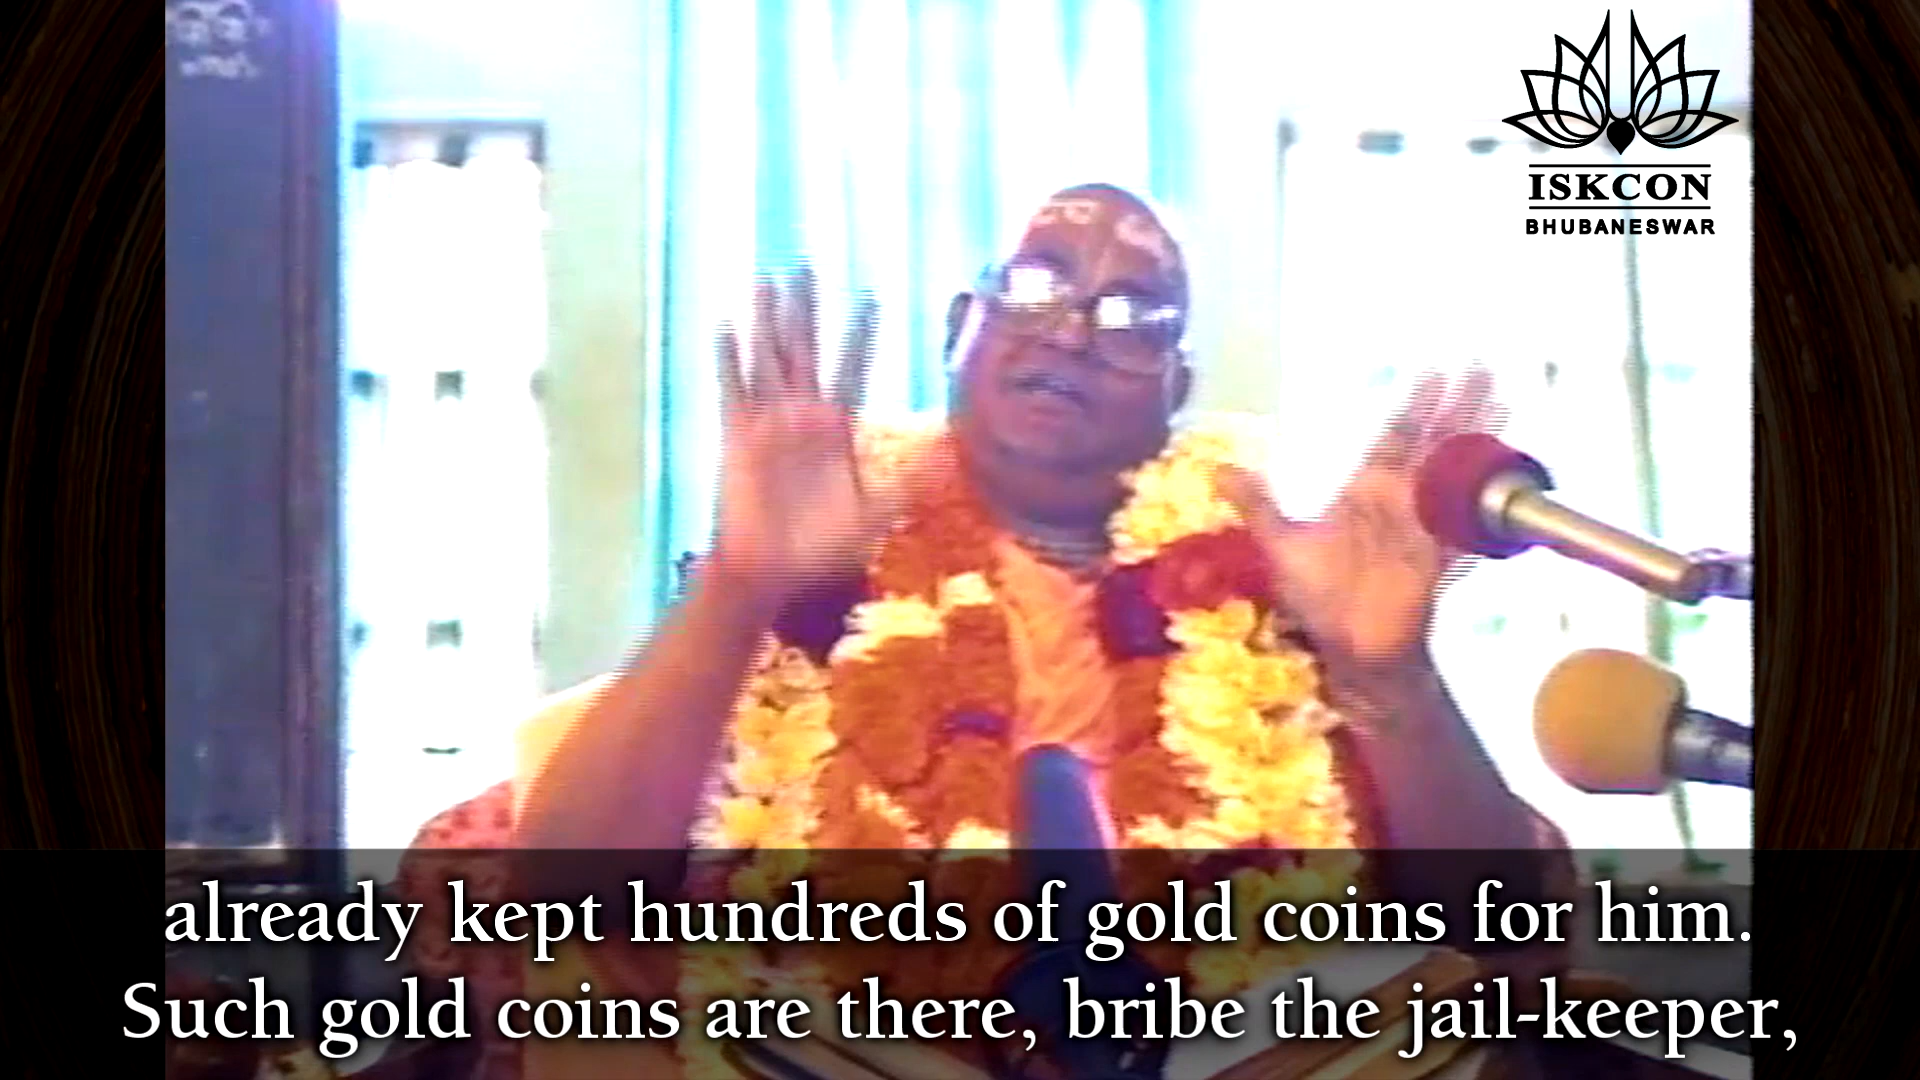 ISKCON
BHUBANESWAR
already kept hundreds of gold coins for him.
Such gold coins are there, bribe the jail-keeper,